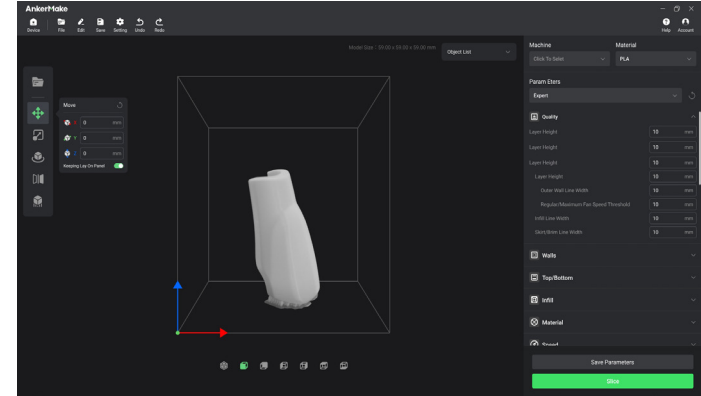 AnkerMake
Device File Edit Save Setting Undo Redo Help Account
Model Size : 59.00 x 59.00 x 59.00 mm
Object List
Move
X 0 mm
Y 0 mm
Z 0 mm
Keeping Lay On Panel
Machine Material
Click To Selec PLA
Param Eters
Expert
Quality
Layer Height 10 mm
Layer Height 10 mm
Layer Height 10 mm
Layer Height 10 mm
Outer Wall Line Width 10 mm
Regular/Maximum Fan Speed Threshold 10 mm
Infill Line Width 10 mm
Skirt/Brim Line Width 10 mm
Walls
Top/Bottom
Infill
Material
Speed
Save Parameters
Slice